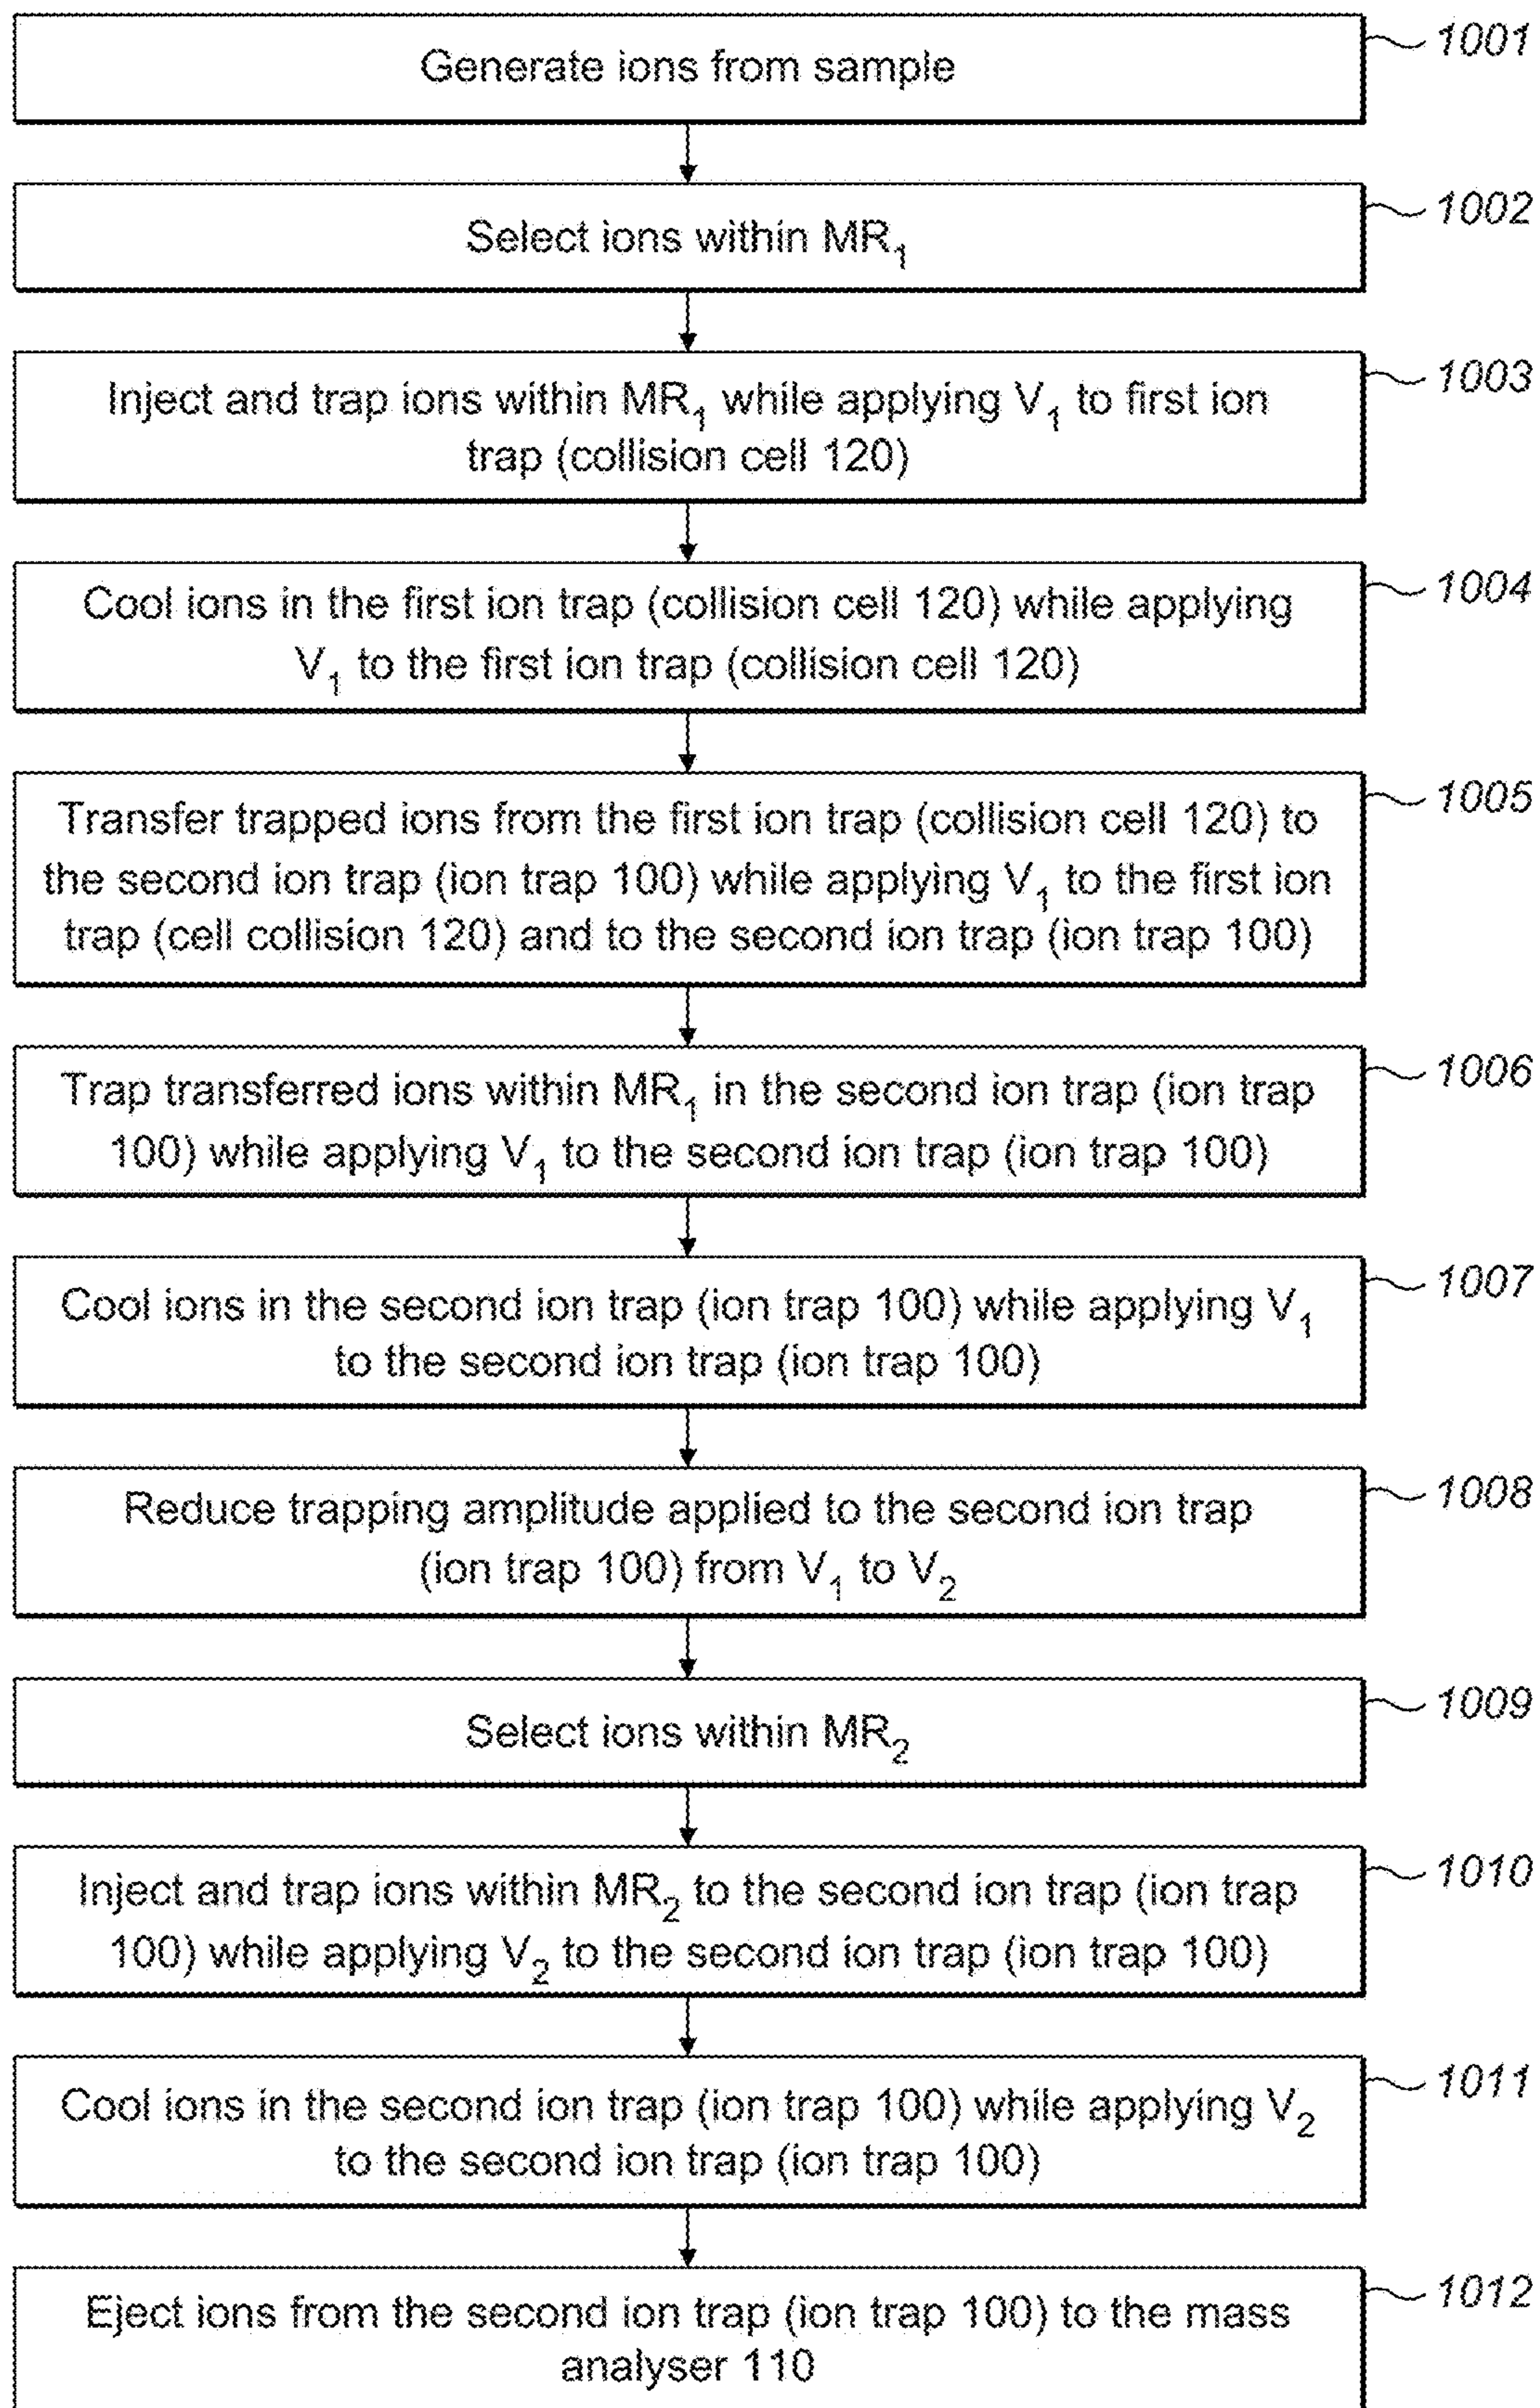 Generate ions from sample
1001
Select ions within MR₁
1002
Inject and trap ions within MR₁ while applying V₁ to first ion
trap (collision cell 120)
1003
Cool ions in the first ion trap (collision cell 120) while applying
V₁ to the first ion trap (collision cell 120)
1004
Transfer trapped ions from the first ion trap (collision cell 120) to
the second ion trap (ion trap 100) while applying V₁ to the first ion
trap (cell collision 120) and to the second ion trap (ion trap 100)
1005
Trap transferred ions within MR₁ in the second ion trap (ion trap
100) while applying V₁ to the second ion trap (ion trap 100)
1006
Cool ions in the second ion trap (ion trap 100) while applying V₁
to the second ion trap (ion trap 100)
1007
Reduce trapping amplitude applied to the second ion trap
(ion trap 100) from V₁ to V₂
1008
Select ions within MR₂
1009
Inject and trap ions within MR₂ to the second ion trap (ion trap
100) while applying V₂ to the second ion trap (ion trap 100)
1010
Cool ions in the second ion trap (ion trap 100) while applying V₂
to the second ion trap (ion trap 100)
1011
Eject ions from the second ion trap (ion trap 100) to the mass
analyser 110
1012